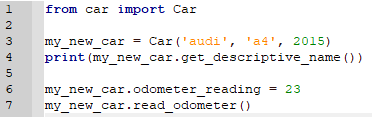 1 from car import Car
2
3 my_new_car = Car('audi', 'a4', 2015)
4 print(my_new_car.get_descriptive_name())
5
6 my_new_car.odometer_reading = 23
7 my_new_car.read_odometer()